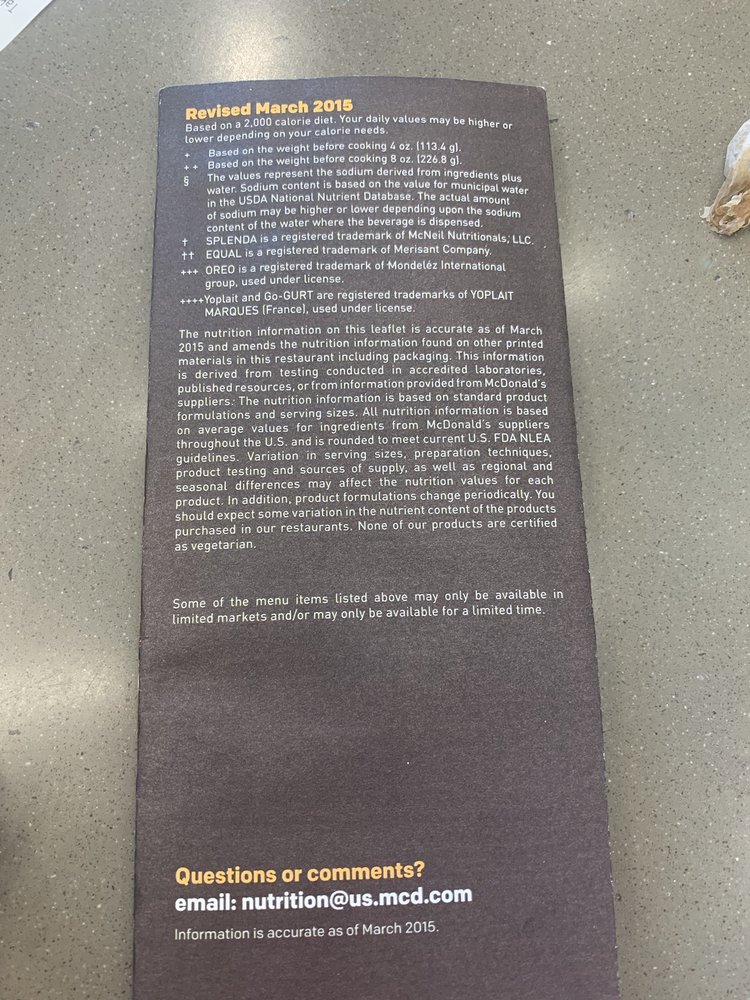 Revised March 2015
Based on a 2,000 calorie diet. Your daily values may be higher or
lower depending on your calorie needs.
+ Based on the weight before cooking 4 oz. (113.4 g).
++ Based on the weight before cooking 8 oz. (226.8 g).
§ The values represent the sodium derived from ingredients plus
water. Sodium content is based on the value for municipal water
in the USDA National Nutrient Database. The actual amount
of sodium may be higher or lower depending upon the sodium
content of the water where the beverage is dispensed.
† SPLENDA is a registered trademark of McNeil Nutritionals, LLC.
†† EQUAL is a registered trademark of Merisant Company.
+++ OREO is a registered trademark of Mondeléz International
group, used under license.
++++Yoplait and Go-GURT are registered trademarks of YOPLAIT
MARQUES (France), used under license.
The nutrition information on this leaflet is accurate as of March
2015 and amends the nutrition information found on other printed
materials in this restaurant including packaging. This information
is derived from testing conducted in accredited laboratories,
published resources, or from information provided from McDonald's
suppliers. The nutrition information is based on standard product
formulations and serving sizes. All nutrition information is based
on average values for ingredients from McDonald's suppliers
throughout the U.S. and is rounded to meet current U.S. FDA NLEA
guidelines. Variation in serving sizes, preparation techniques,
product testing and sources of supply, as well as regional and
seasonal differences may affect the nutrition values for each
product. In addition, product formulations change periodically. You
should expect some variation in the nutrient content of the products
purchased in our restaurants. None of our products are certified
as vegetarian.
Some of the menu items listed above may only be available in
limited markets and/or may only be available for a limited time.
Questions or comments?
email: nutrition@us.mcd.com
Information is accurate as of March 2015.